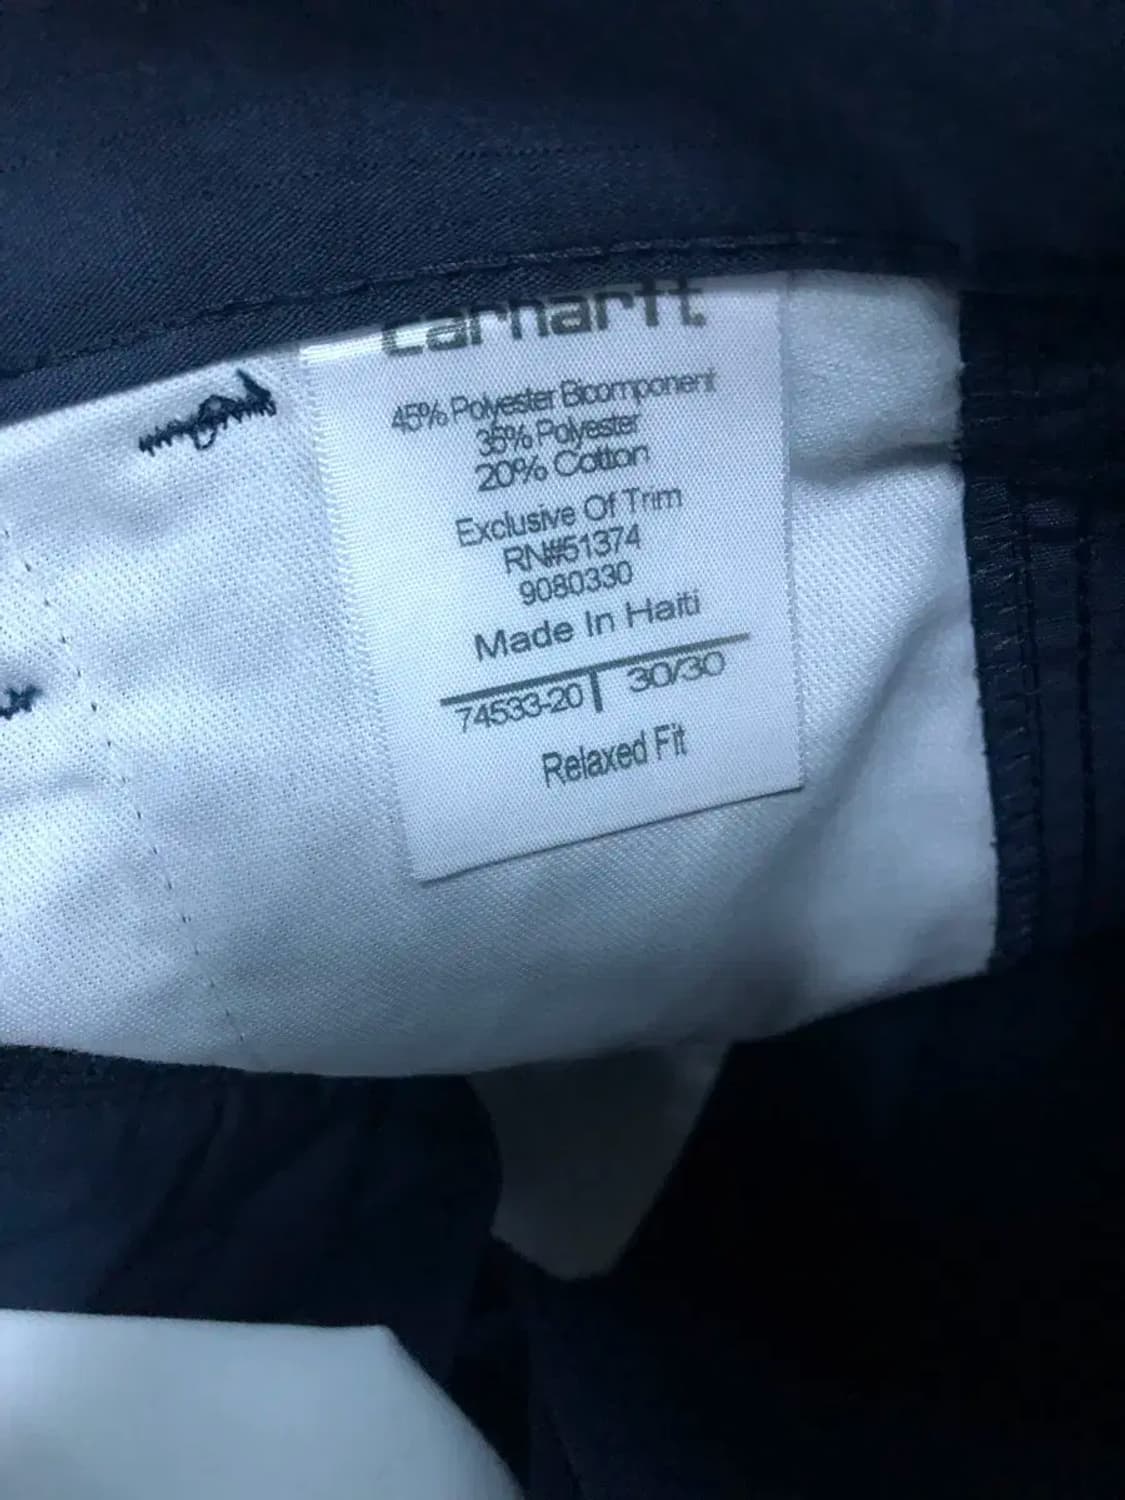 carhartt
45% Polyester Bicomponent
35% Polyester
20% Cotton
Exclusive Of Trim
RN#51374
9080330
Made In Haiti
74533-20 30/30
Relaxed Fit